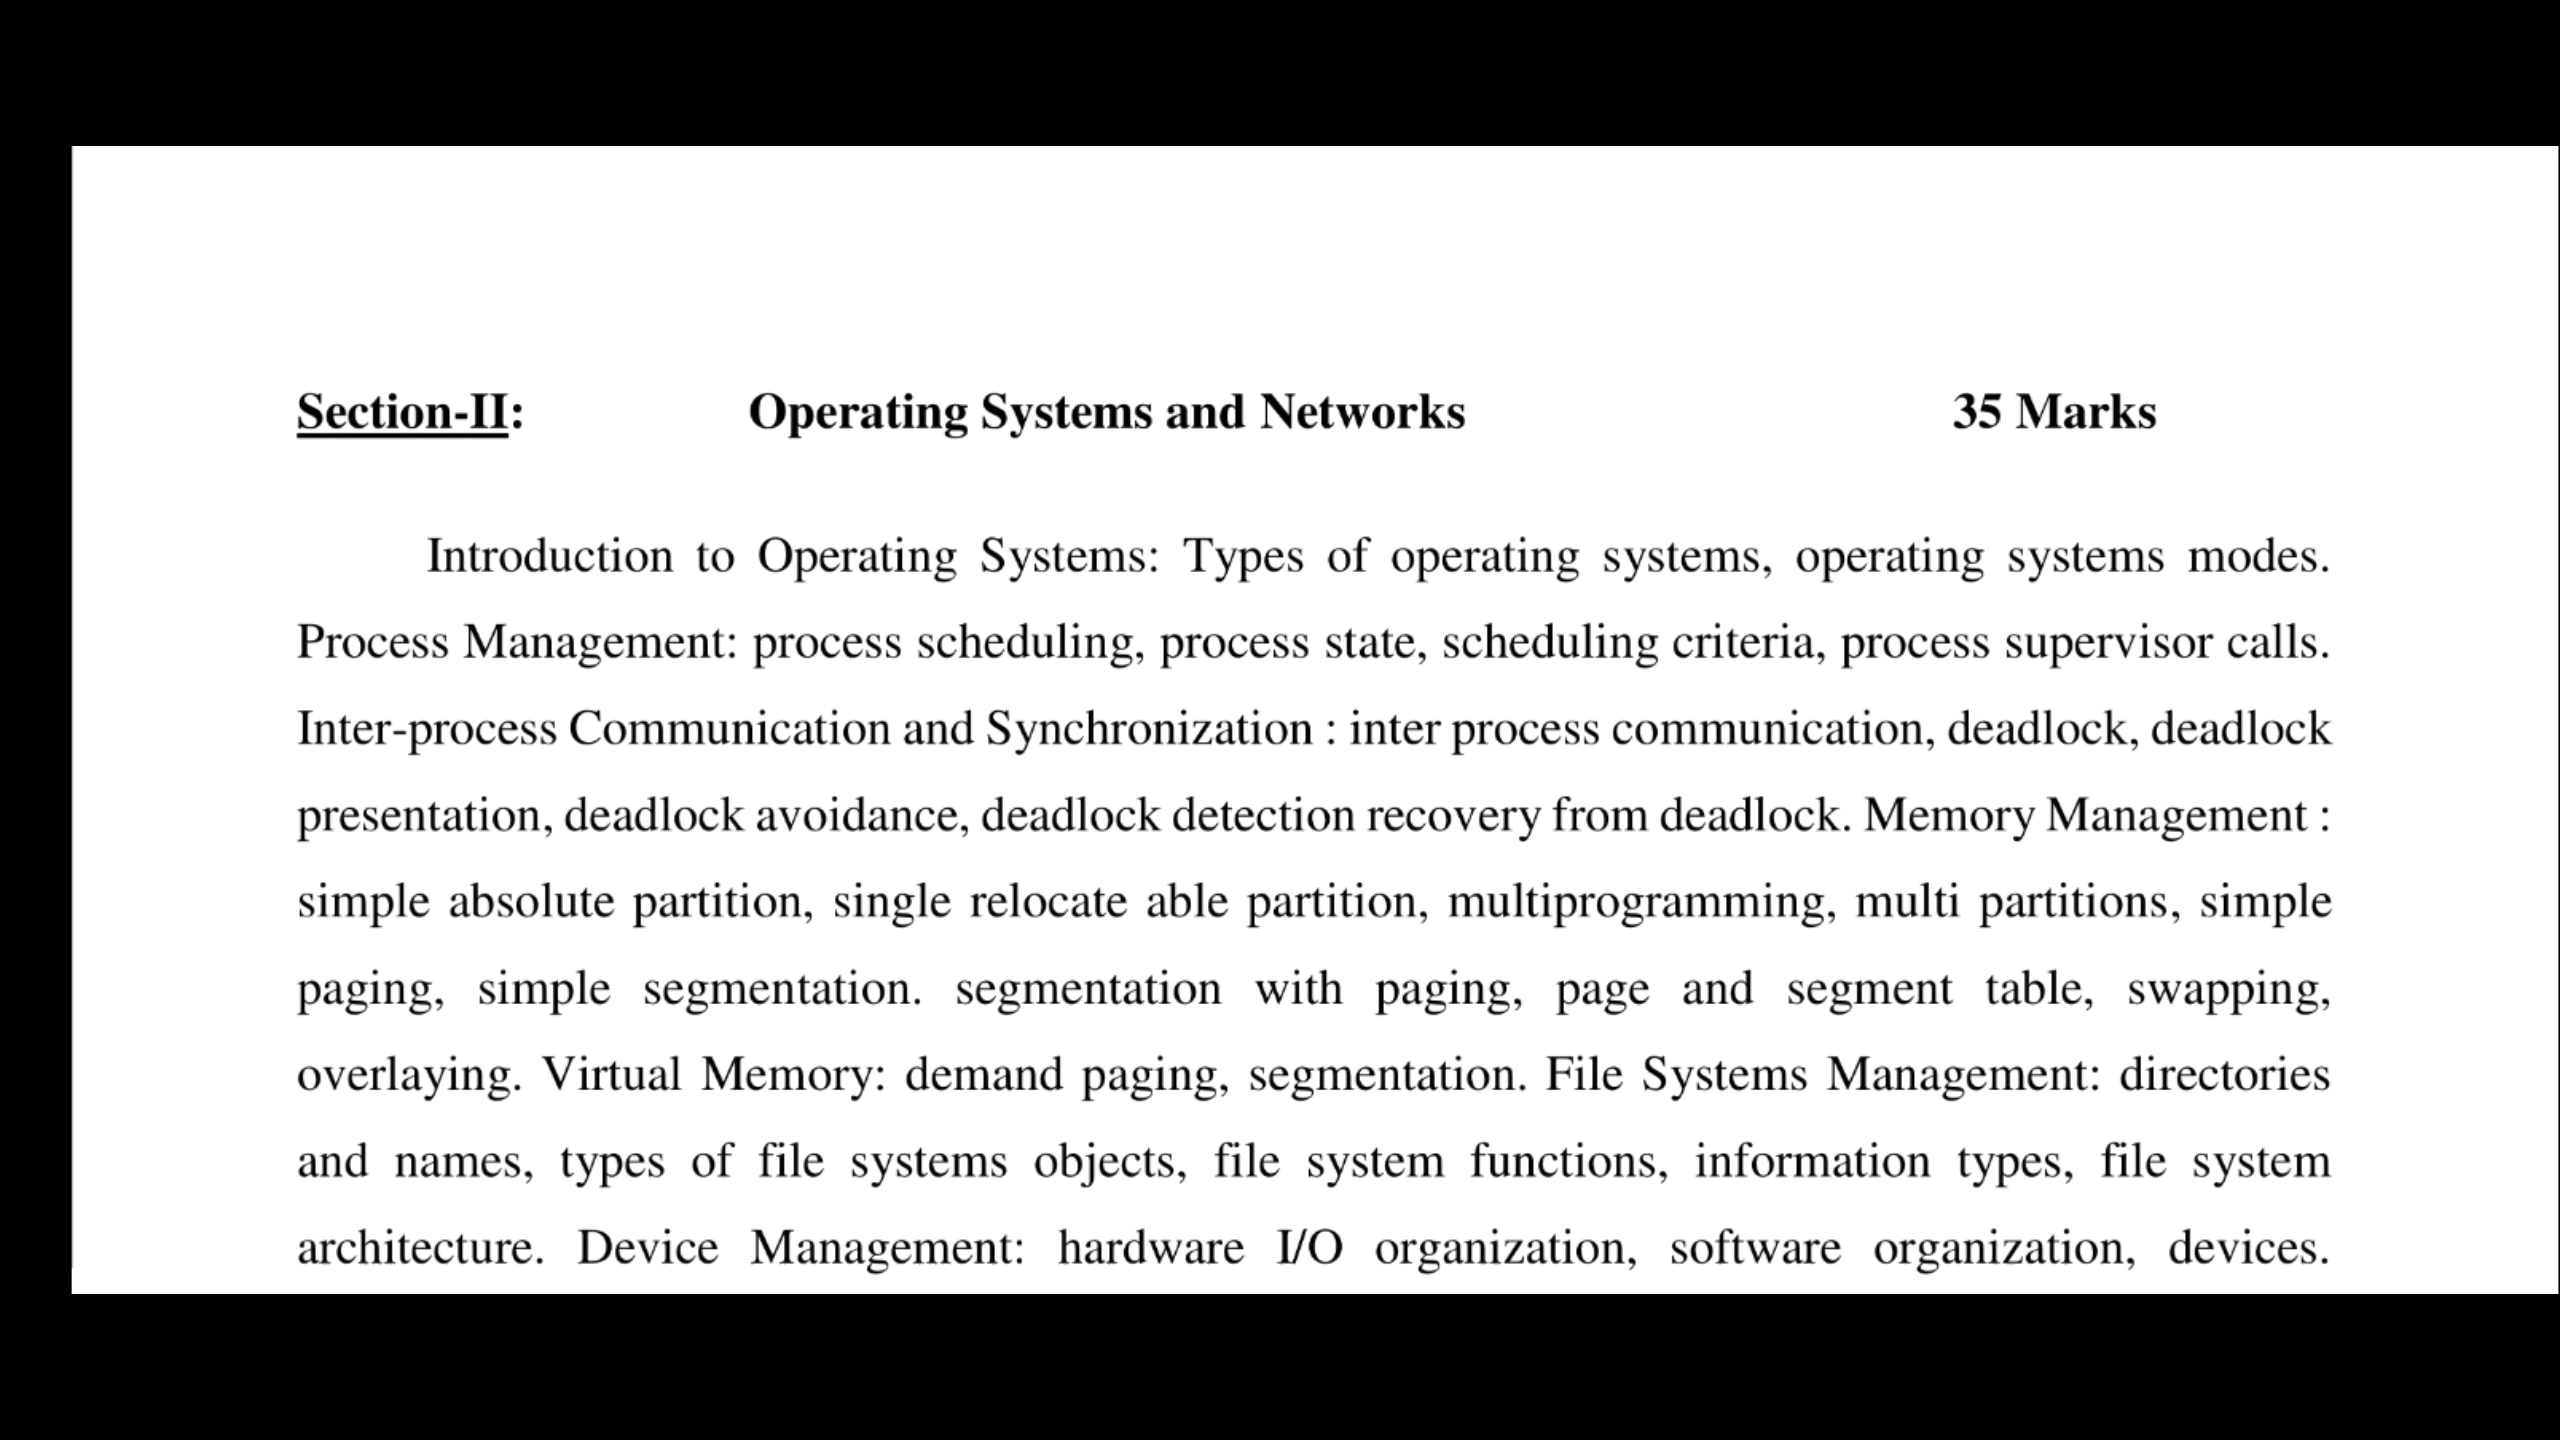 Section-II: Operating Systems and Networks 35 Marks
Introduction to Operating Systems: Types of operating systems, operating systems modes.
Process Management: process scheduling, process state, scheduling criteria, process supervisor calls.
Inter-process Communication and Synchronization : inter process communication, deadlock, deadlock
presentation, deadlock avoidance, deadlock detection recovery from deadlock. Memory Management :
simple absolute partition, single relocate able partition, multiprogramming, multi partitions, simple
paging, simple segmentation. segmentation with paging, page and segment table, swapping,
overlaying. Virtual Memory: demand paging, segmentation. File Systems Management: directories
and names, types of file systems objects, file system functions, information types, file system
architecture. Device Management: hardware I/O organization, software organization, devices.